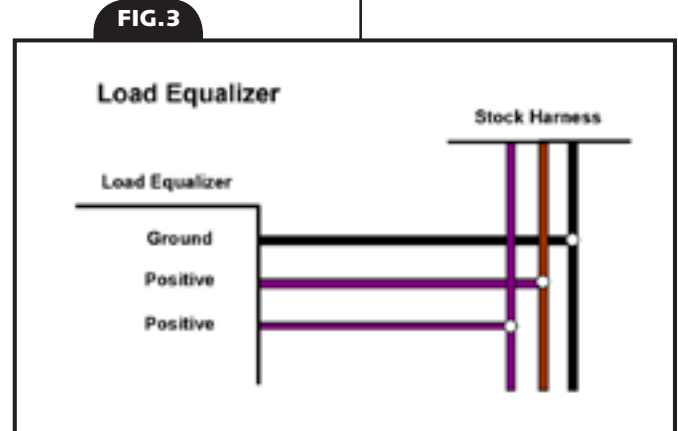 FIG.3
Load Equalizer
Stock Harness
Load Equalizer
Ground
Positive
Positive